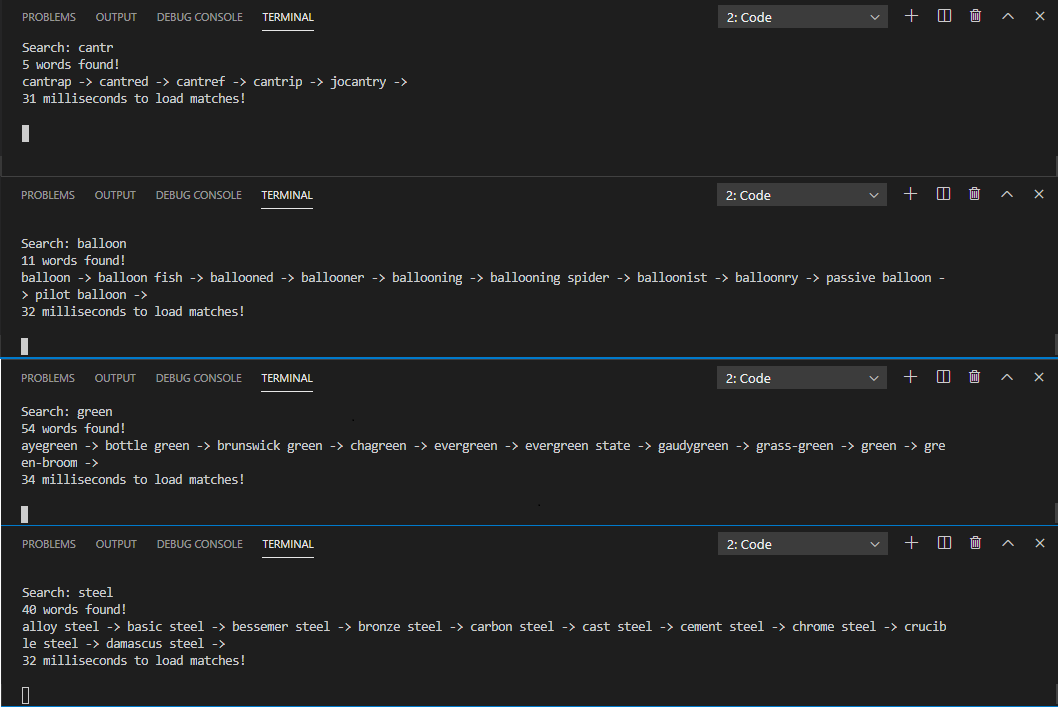 PROBLEMS OUTPUT DEBUG CONSOLE TERMINAL 2: Code
Search: cantr
5 words found!
cantrap -> cantred -> cantref -> cantrip -> jocantry ->
31 milliseconds to load matches!
PROBLEMS OUTPUT DEBUG CONSOLE TERMINAL 2: Code
Search: balloon
11 words found!
balloon -> balloon fish -> ballooned -> ballooner -> ballooning -> ballooning spider -> balloonist -> balloonry -> passive balloon -
> pilot balloon ->
32 milliseconds to load matches!
PROBLEMS OUTPUT DEBUG CONSOLE TERMINAL 2: Code
Search: green
54 words found!
ayegreen -> bottle green -> brunswick green -> chagreen -> evergreen -> evergreen state -> gaudygreen -> grass-green -> green -> gre
en-broom ->
34 milliseconds to load matches!
PROBLEMS OUTPUT DEBUG CONSOLE TERMINAL 2: Code
Search: steel
40 words found!
alloy steel -> basic steel -> bessemer steel -> bronze steel -> carbon steel -> cast steel -> cement steel -> chrome steel -> crucib
le steel -> damascus steel ->
32 milliseconds to load matches!